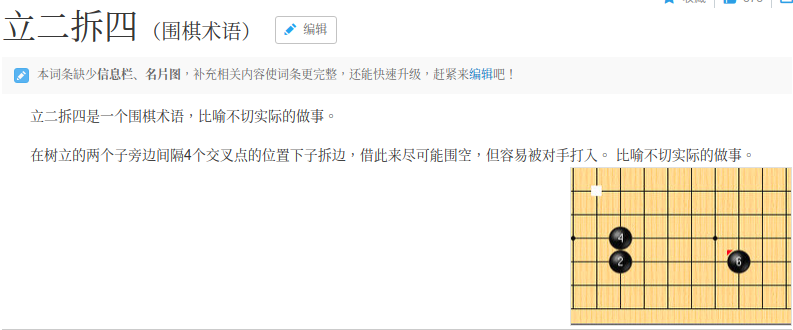 立二拆四（围棋术语） 编辑
本词条缺少信息栏、名片图，补充相关内容使词条更完整，还能快速升级，赶紧来编辑吧！
立二拆四是一个围棋术语，比喻不切实际的做事。
在树立的两个子旁边间隔4个交叉点的位置下子拆边，借此来尽可能围空，但容易被对手打入。 比喻不切实际的做事。
4
2 6